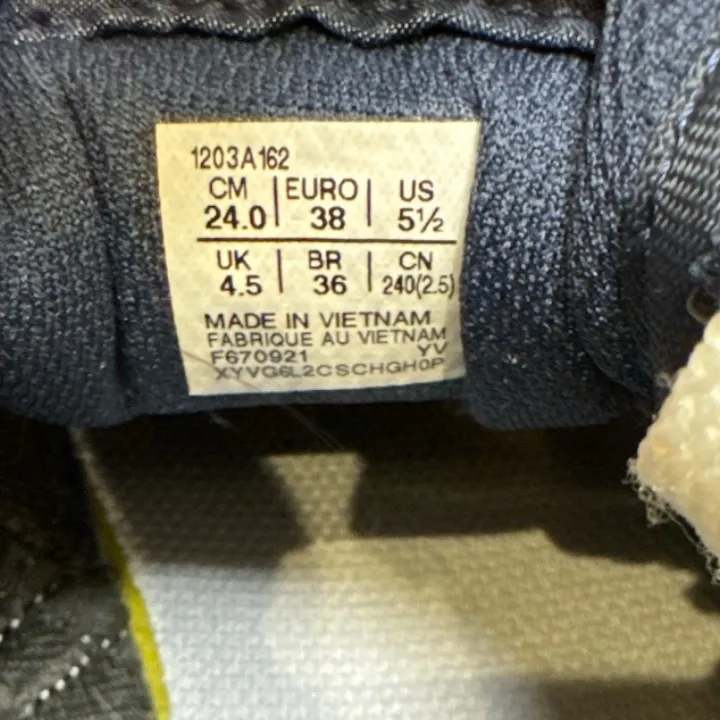 1203A162
CM | EURO | US
24.0 | 38 | 5½
UK | BR | CN
4.5 | 36 | 240(2.5)
MADE IN VIETNAM
FABRIQUE AU VIETNAM
F670921 YV
XYVG6L2CSCHGH0P